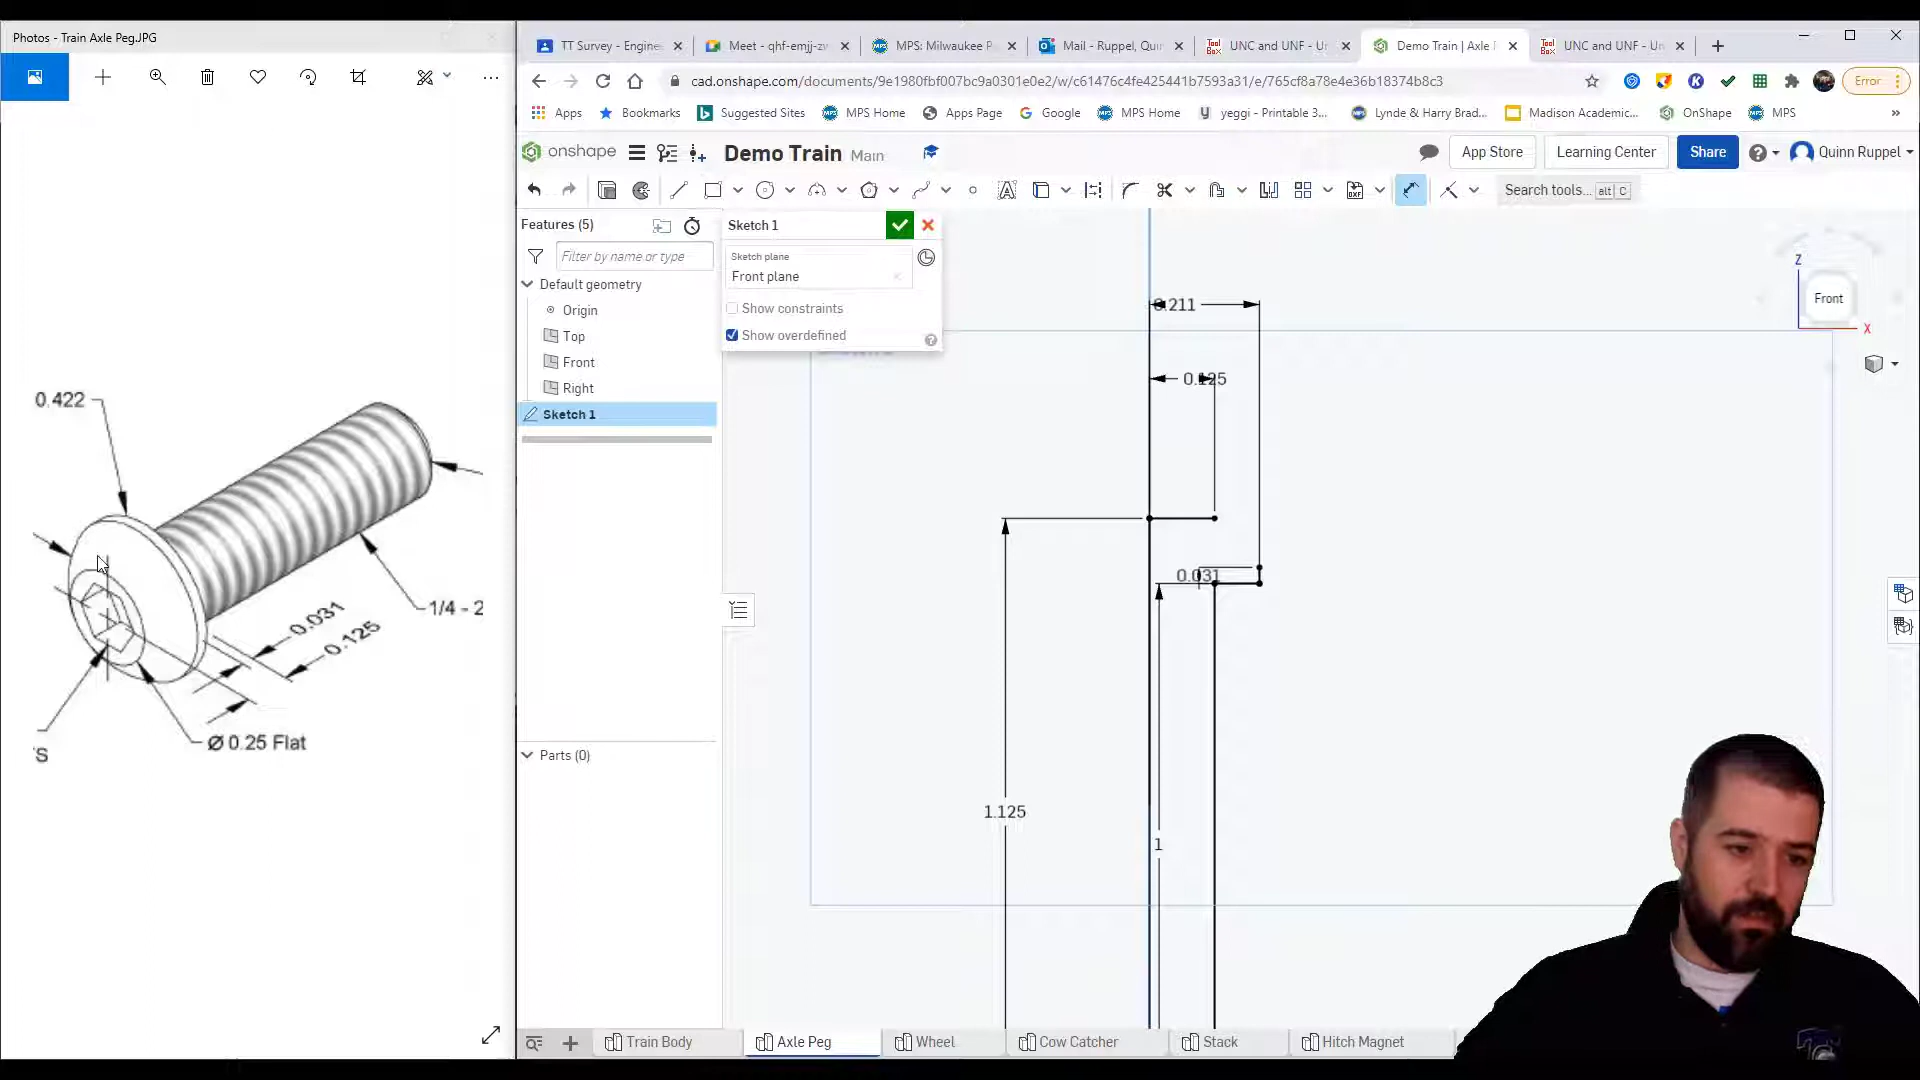 Photos - Train Axle Peg.JPG
TT Survey - Engine
Meet - qhf-emjj-zv
MPS: Milwaukee P
Mail - Ruppel, Qui
UNC and UNF - Un
Demo Train | Axle P
UNC and UNF - Un
cad.onshape.com/documents/9e1980fbf007bc9a0301e0e2/w/c61476c4fe425441b7593a31/e/765cf8a78e4e36b18374b8c3
Error
Apps
Bookmarks
Suggested Sites
MPS Home
Apps Page
Google
MPS Home
yeggi - Printable 3...
Lynde & Harry Brad...
Madison Academic...
OnShape
MPS
onshape
Demo Train Main
App Store
Learning Center
Share
Quinn Ruppel
Search tools... alt C
Features (5)
Filter by name or type
Default geometry
Origin
Top
Front
Right
Sketch 1
Parts (0)
Sketch 1
Sketch plane
Front plane
Show constraints
Show overdefined
0.422
0.031
0.125
1/4 - 2
Ø 0.25 Flat
S
0.211
0.125
0.031
1.125
1
Z
Front
X
Train Body
Axle Peg
Wheel
Cow Catcher
Stack
Hitch Magnet